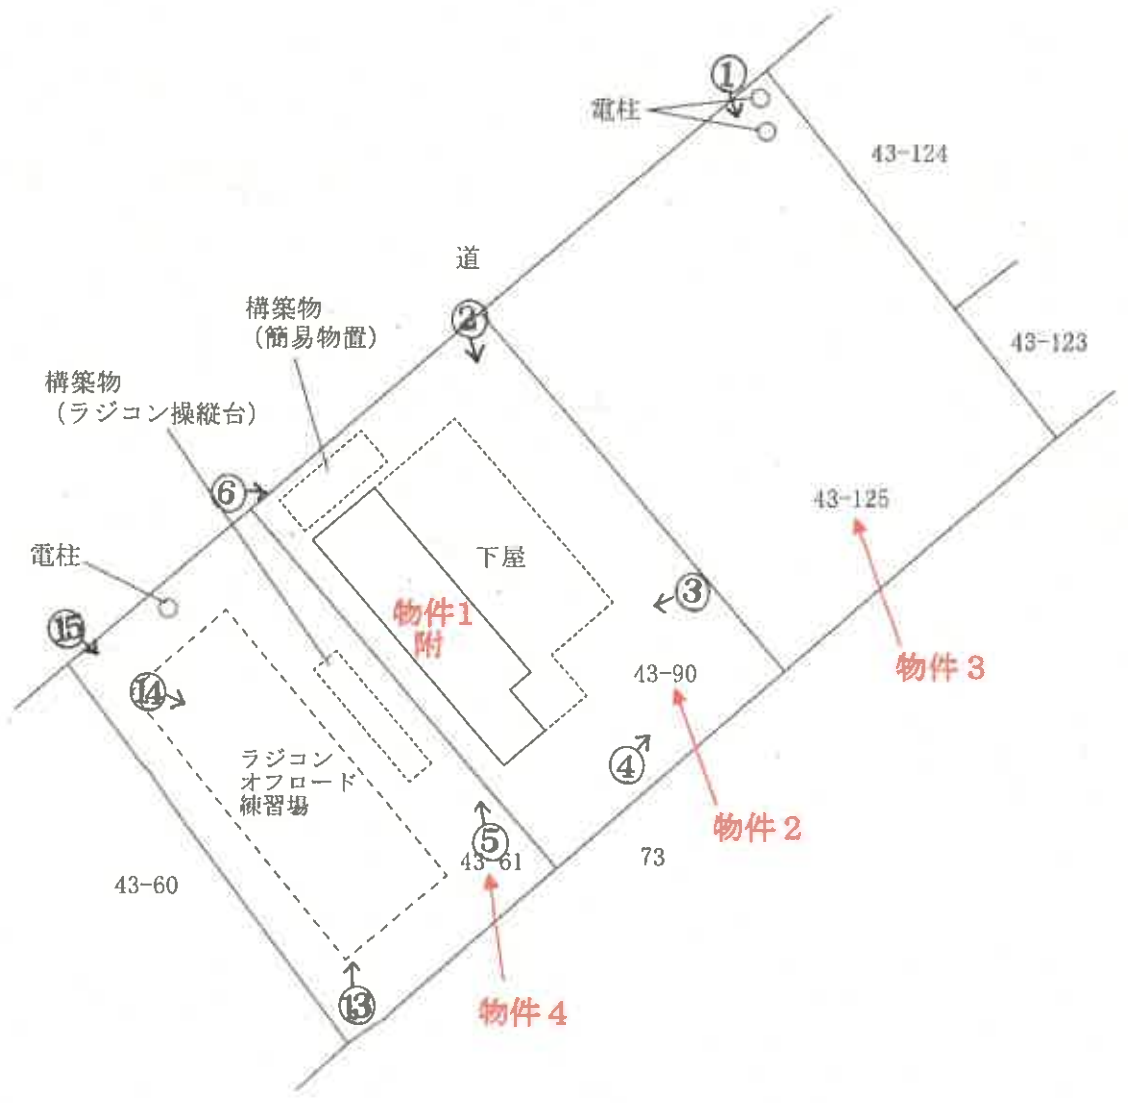 ①
電柱
43-124
道
構築物
（簡易物置）
②
43-123
構築物
（ラジコン操縦台）
⑥
43-125
電柱
下屋
③
物件1
附
⑮
物件3
43-90
⑭
ラジコン
オフロード
練習場
④
物件2
⑤
43-61
73
43-60
物件4
⑬